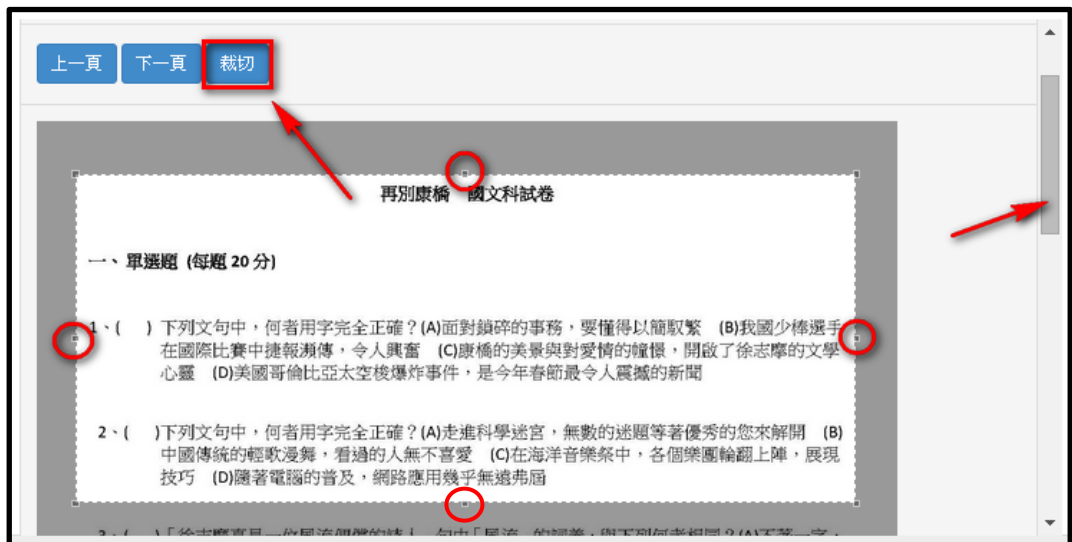 上一頁 下一頁 裁切
再別康橋 國文科試卷
一、單選題 (每題 20 分)
1、( ) 下列文句中，何者用字完全正確？(A)面對鎖碎的事務，要懂得以簡馭繁 (B)我國少棒選手
在國際比賽中捷報瀕傳，令人興奮 (C)康橋的美景與對愛情的幢憬，開啟了徐志摩的文學
心靈 (D)美國哥倫比亞太空梭爆炸事件，是今年春節最令人震撼的新聞
2、( )下列文句中，何者用字完全正確？(A)走進科學迷宮，無數的迷題等著優秀的您來解開 (B)
中國傳統的輕歌漫舞，看過的人無不喜愛 (C)在海洋音樂祭中，各個樂團輪翻上陣，展現
技巧 (D)隨著電腦的普及，網路應用幾乎無遠弗屆